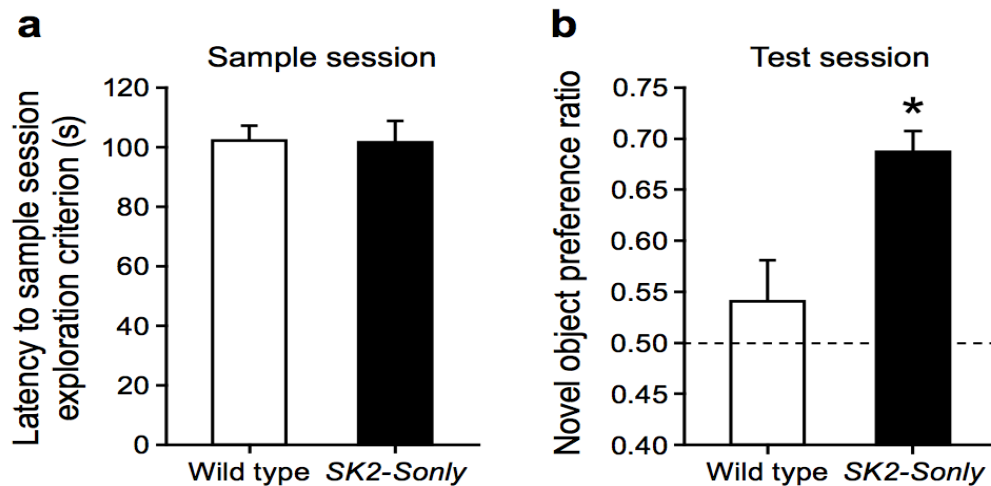 a
Sample session
Latency to sample session
exploration criterion (s)
120
100
80
60
40
20
0
Wild type
SK2-Sonly
b
Test session
Novel object preference ratio
0.75
0.70
0.65
0.60
0.55
0.50
0.45
0.40
*
Wild type
SK2-Sonly